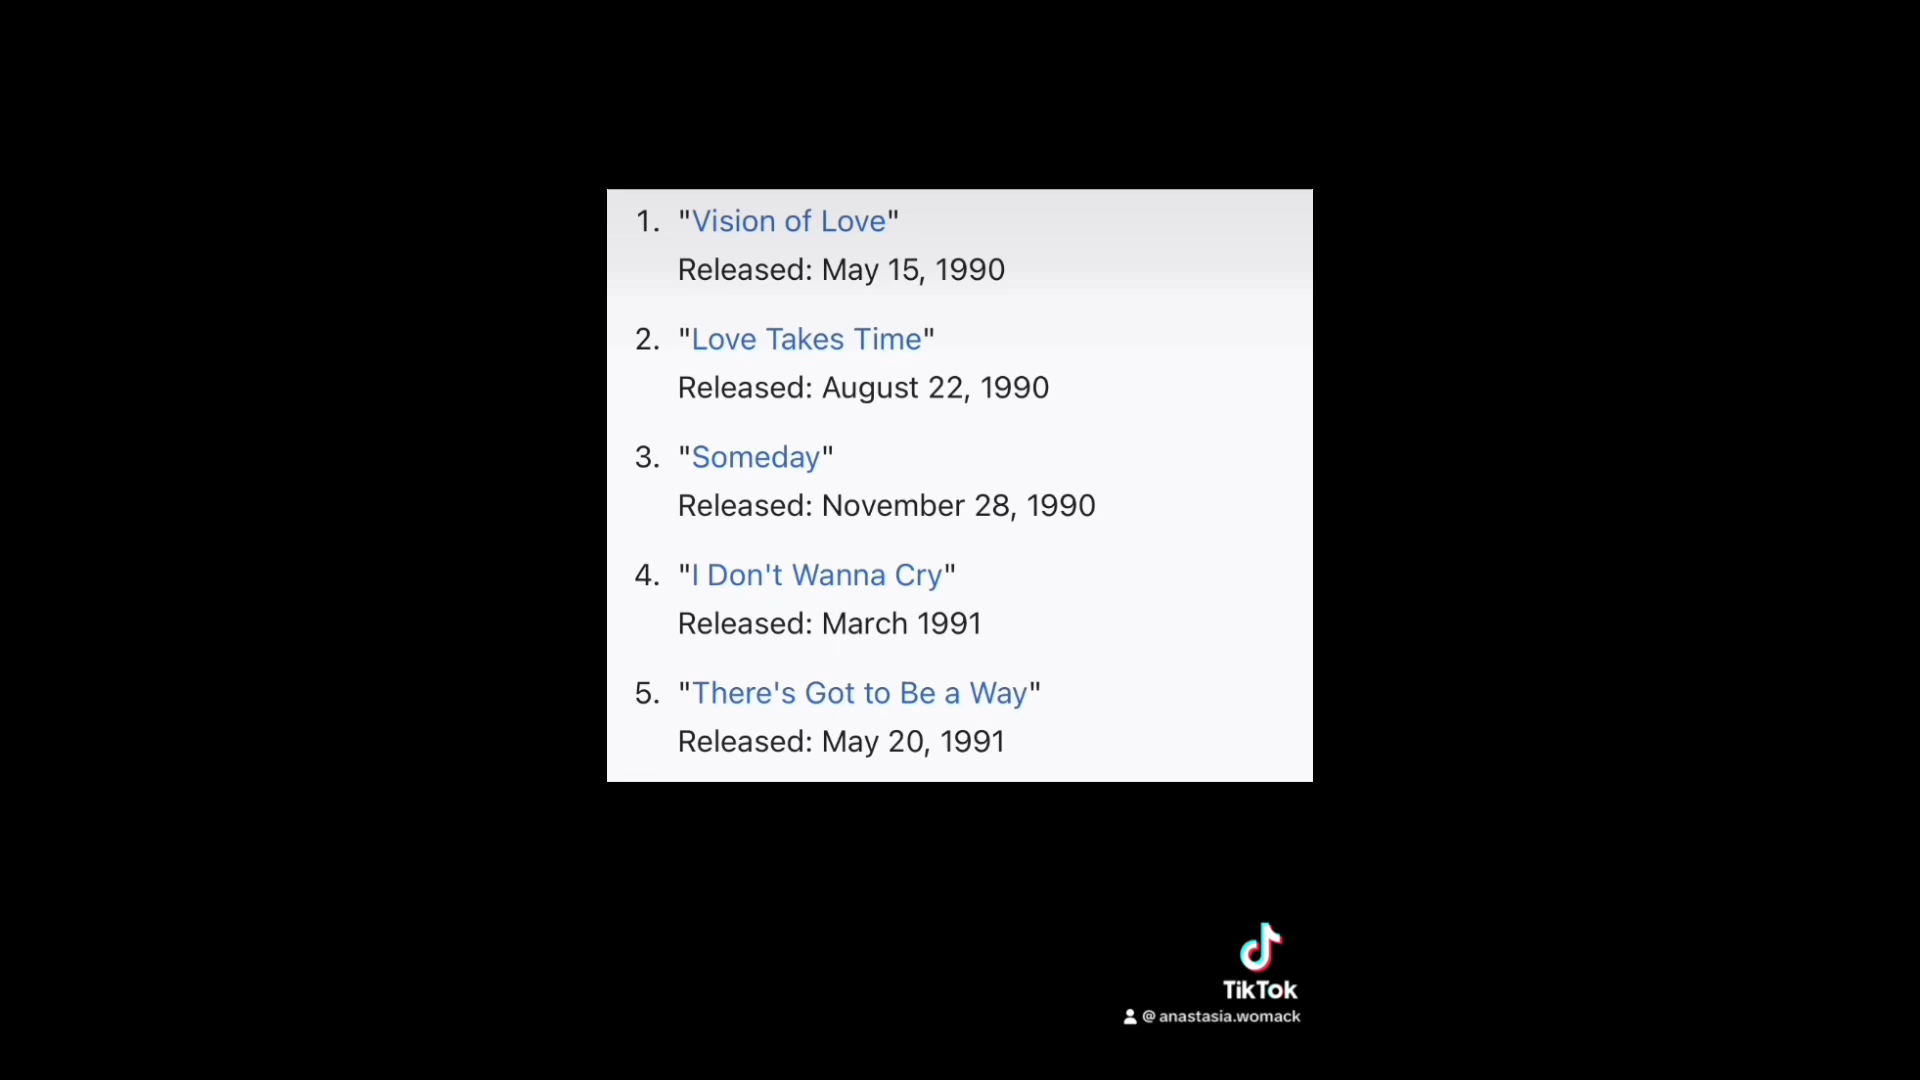 1. "Vision of Love"
Released: May 15, 1990
2. "Love Takes Time"
Released: August 22, 1990
3. "Someday"
Released: November 28, 1990
4. "I Don't Wanna Cry"
Released: March 1991
5. "There's Got to Be a Way"
Released: May 20, 1991
TikTok
@anastasia.womack